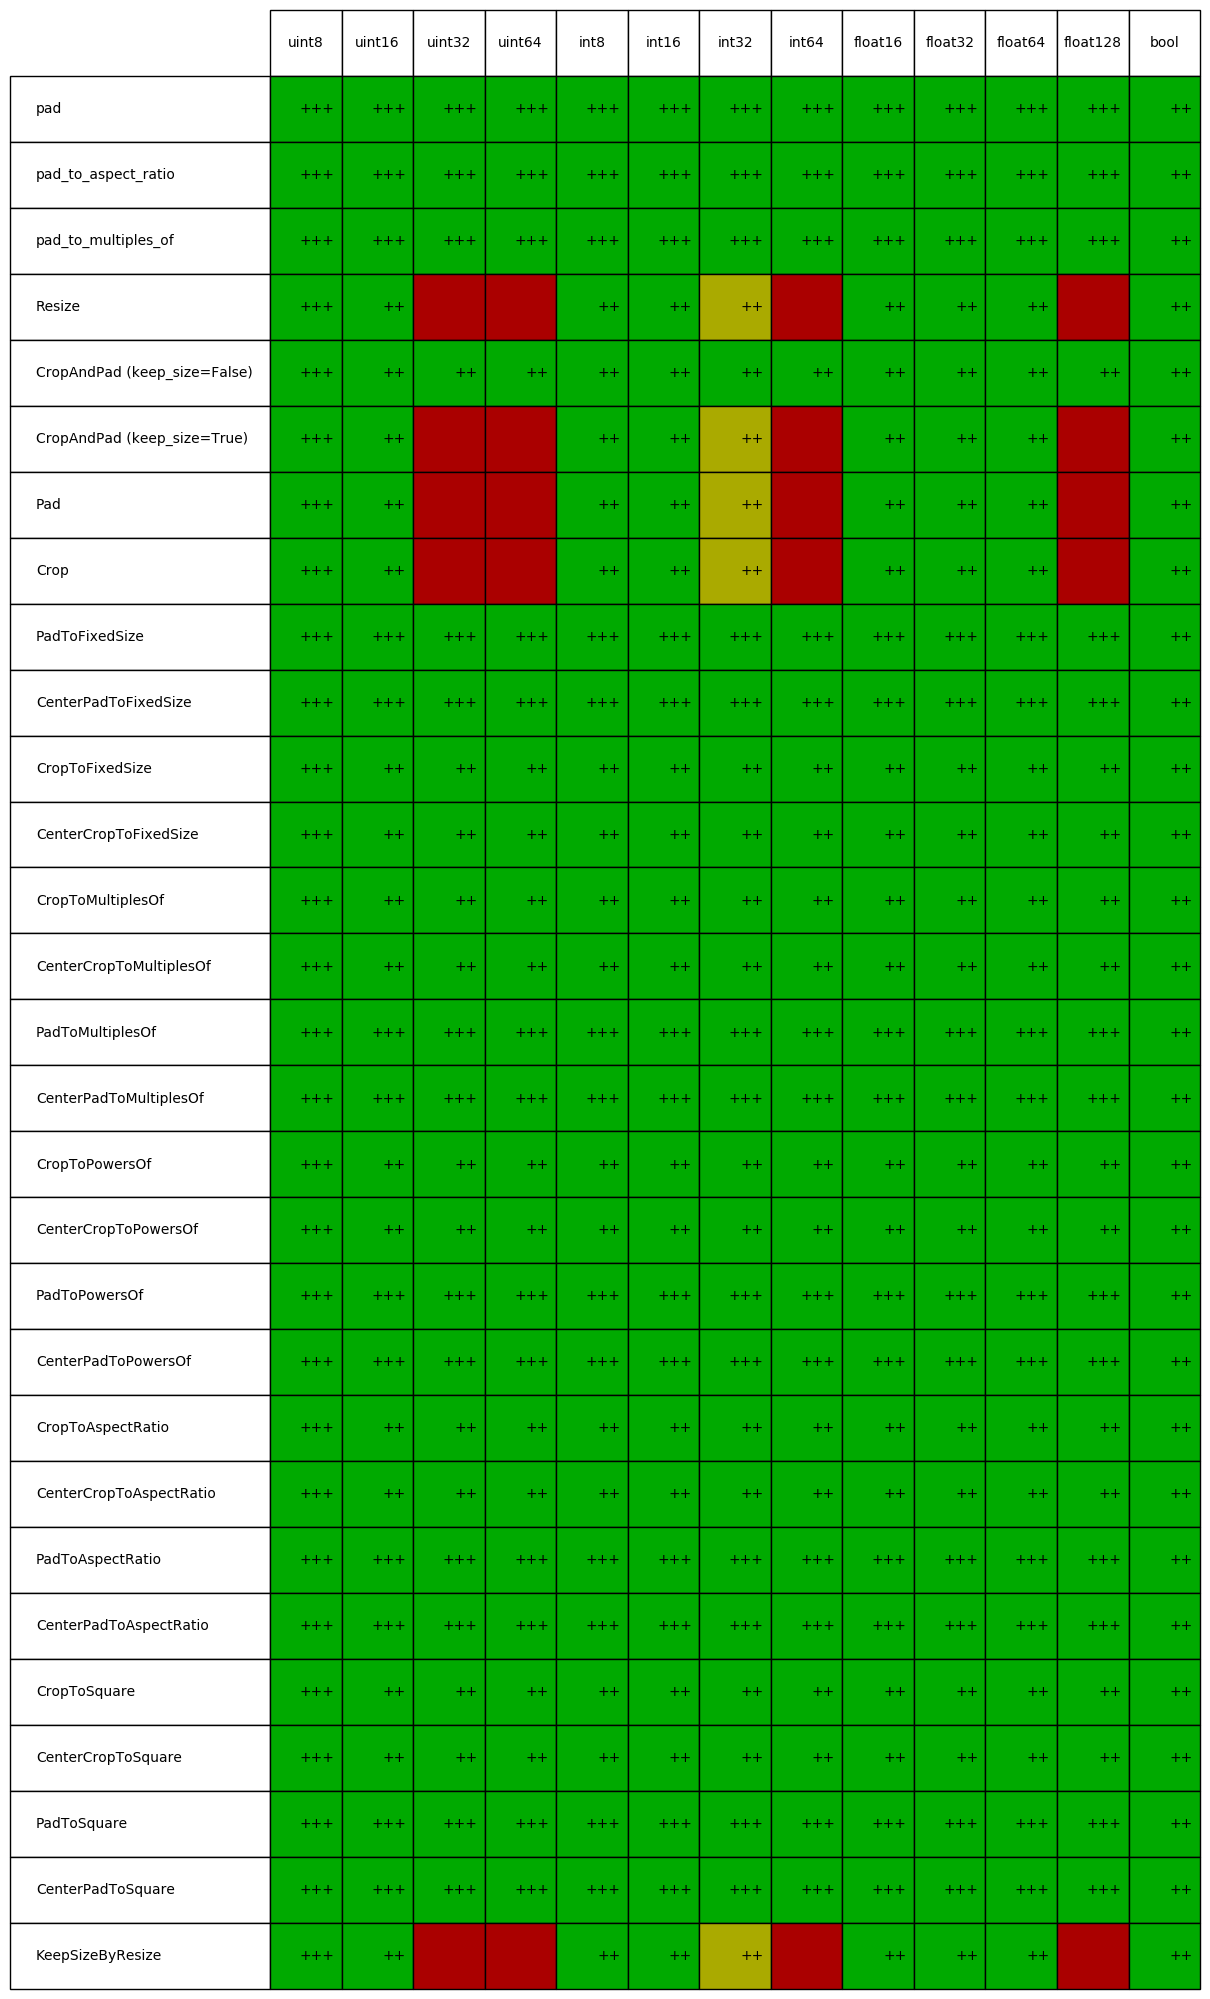 uint8 uint16 uint32 uint64 int8 int16 int32 int64 float16 float32 float64 float128 bool
pad +++ +++ +++ +++ +++ +++ +++ +++ +++ +++ +++ +++ ++
pad_to_aspect_ratio +++ +++ +++ +++ +++ +++ +++ +++ +++ +++ +++ +++ ++
pad_to_multiples_of +++ +++ +++ +++ +++ +++ +++ +++ +++ +++ +++ +++ ++
Resize +++ ++ ++ ++ ++ ++ ++ ++ ++
CropAndPad (keep_size=False) +++ ++ ++ ++ ++ ++ ++ ++ ++ ++ ++ ++ ++
CropAndPad (keep_size=True) +++ ++ ++ ++ ++ ++ ++ ++ ++
Pad +++ ++ ++ ++ ++ ++ ++ ++ ++
Crop +++ ++ ++ ++ ++ ++ ++ ++ ++
PadToFixedSize +++ +++ +++ +++ +++ +++ +++ +++ +++ +++ +++ +++ ++
CenterPadToFixedSize +++ +++ +++ +++ +++ +++ +++ +++ +++ +++ +++ +++ ++
CropToFixedSize +++ ++ ++ ++ ++ ++ ++ ++ ++ ++ ++ ++ ++
CenterCropToFixedSize +++ ++ ++ ++ ++ ++ ++ ++ ++ ++ ++ ++ ++
CropToMultiplesOf +++ ++ ++ ++ ++ ++ ++ ++ ++ ++ ++ ++ ++
CenterCropToMultiplesOf +++ ++ ++ ++ ++ ++ ++ ++ ++ ++ ++ ++ ++
PadToMultiplesOf +++ +++ +++ +++ +++ +++ +++ +++ +++ +++ +++ +++ ++
CenterPadToMultiplesOf +++ +++ +++ +++ +++ +++ +++ +++ +++ +++ +++ +++ ++
CropToPowersOf +++ ++ ++ ++ ++ ++ ++ ++ ++ ++ ++ ++ ++
CenterCropToPowersOf +++ ++ ++ ++ ++ ++ ++ ++ ++ ++ ++ ++ ++
PadToPowersOf +++ +++ +++ +++ +++ +++ +++ +++ +++ +++ +++ +++ ++
CenterPadToPowersOf +++ +++ +++ +++ +++ +++ +++ +++ +++ +++ +++ +++ ++
CropToAspectRatio +++ ++ ++ ++ ++ ++ ++ ++ ++ ++ ++ ++ ++
CenterCropToAspectRatio +++ ++ ++ ++ ++ ++ ++ ++ ++ ++ ++ ++ ++
PadToAspectRatio +++ +++ +++ +++ +++ +++ +++ +++ +++ +++ +++ +++ ++
CenterPadToAspectRatio +++ +++ +++ +++ +++ +++ +++ +++ +++ +++ +++ +++ ++
CropToSquare +++ ++ ++ ++ ++ ++ ++ ++ ++ ++ ++ ++ ++
CenterCropToSquare +++ ++ ++ ++ ++ ++ ++ ++ ++ ++ ++ ++ ++
PadToSquare +++ +++ +++ +++ +++ +++ +++ +++ +++ +++ +++ +++ ++
CenterPadToSquare +++ +++ +++ +++ +++ +++ +++ +++ +++ +++ +++ +++ ++
KeepSizeByResize +++ ++ ++ ++ ++ ++ ++ ++ ++